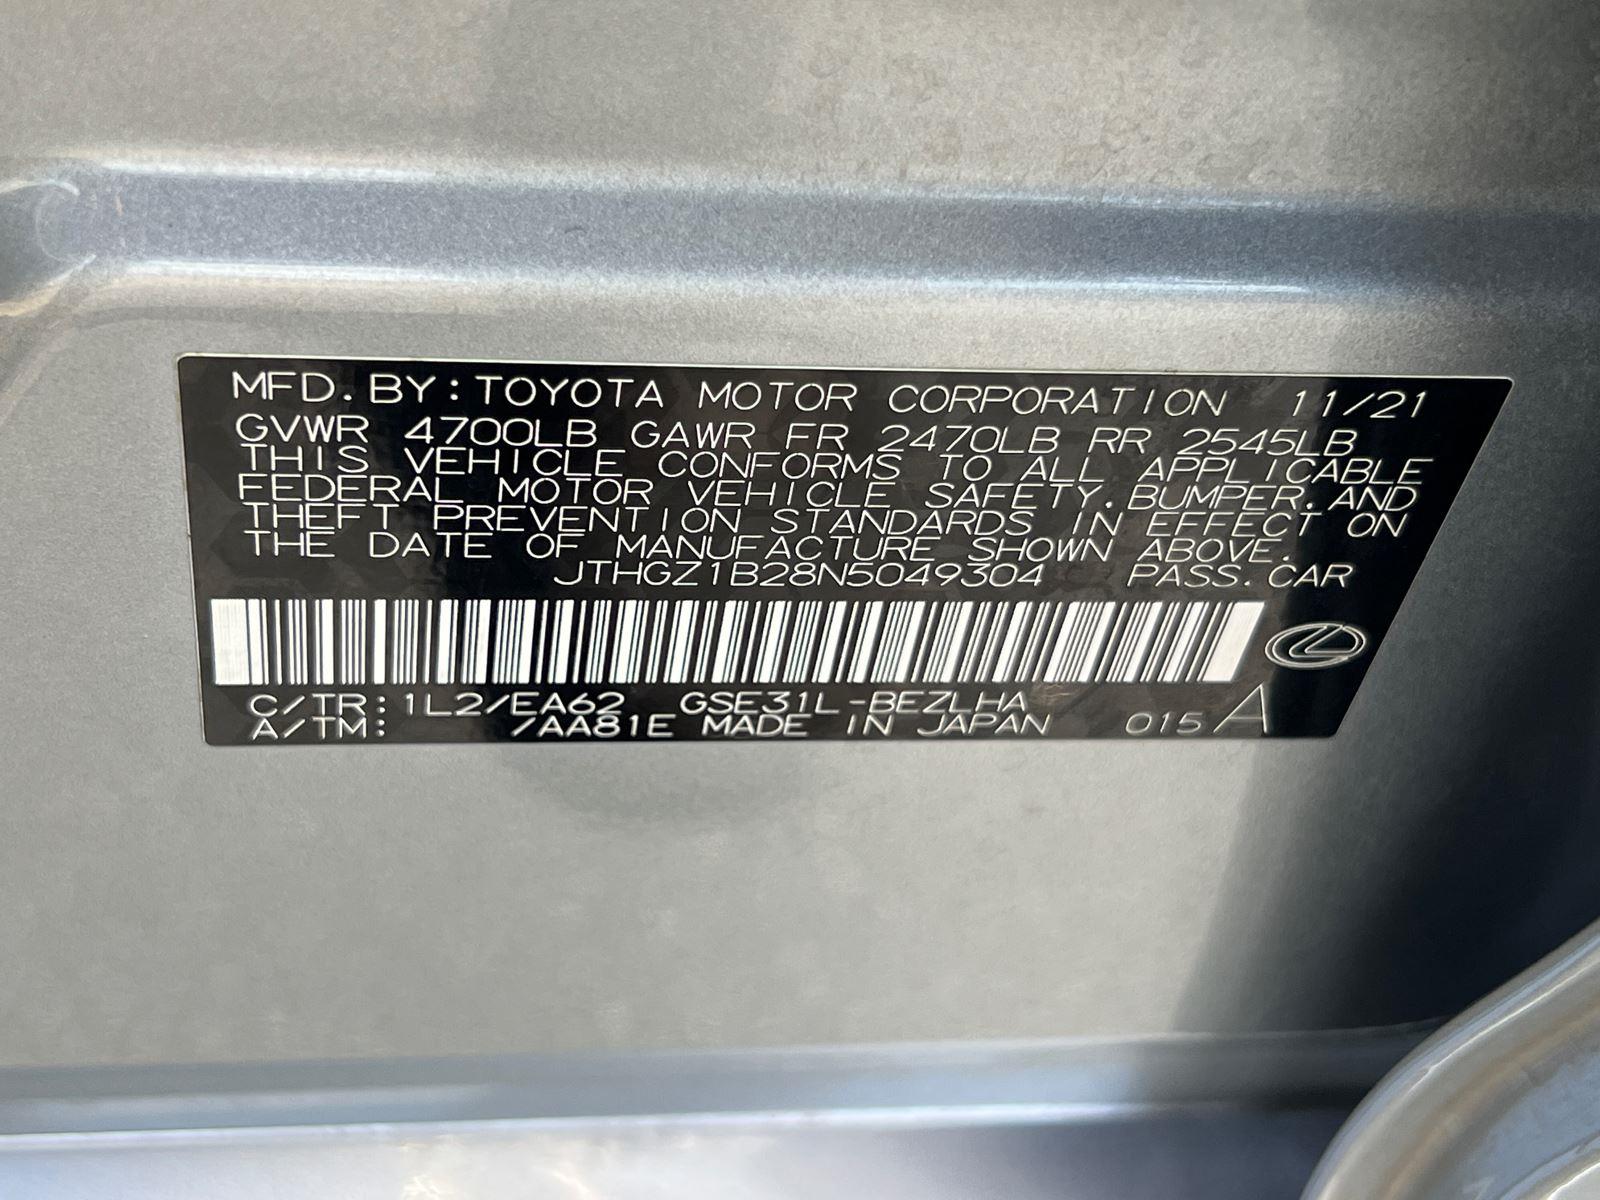 MFD. BY: TOYOTA MOTOR CORPORATION 11/21
GVWR 4700LB GAWR FR 2470LB RR 2545LB
THIS VEHICLE CONFORMS TO ALL APPLICABLE
FEDERAL MOTOR VEHICLE SAFETY, BUMPER, AND
THEFT PREVENTION STANDARDS IN EFFECT ON
THE DATE OF MANUFACTURE SHOWN ABOVE.
JTHGZ1B28N5049304 PASS. CAR
C/TR: 1L2/EA62 GSE31L-BEZLHA
A/TM: /AA81E MADE IN JAPAN 015 A